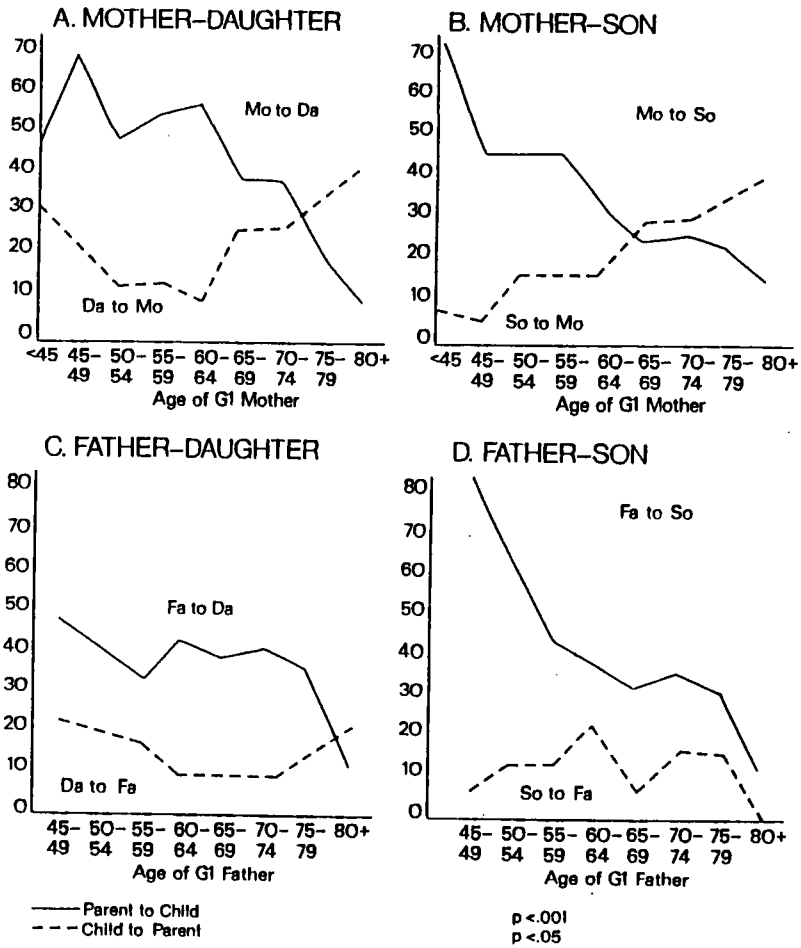 A. MOTHER–DAUGHTER
70
60
50
40
30
20
10
0
Mo to Da
Da to Mo
<45 45– 50– 55– 60– 65– 70– 75– 80+
49 54 59 64 69 74 79
Age of G1 Mother
B. MOTHER–SON
70
60
50
40
30
20
10
0
Mo to So
So to Mo
<45 45– 50– 55– 60– 65– 70– 75– 80+
49 54 59 64 69 74 79
Age of G1 Mother
C. FATHER–DAUGHTER
80
70
60
50
40
30
20
10
0
Fa to Da
Da to Fa
45– 50– 55– 60– 65– 70– 75– 80+
49 54 59 64 69 74 79
Age of G1 Father
D. FATHER–SON
80
70
60
50
40
30
20
10
0
Fa to So
So to Fa
45– 50– 55– 60– 65– 70– 75– 80+
49 54 59 64 69 74 79
Age of G1 Father
Parent to Child
Child to Parent
p <.001
p <.05